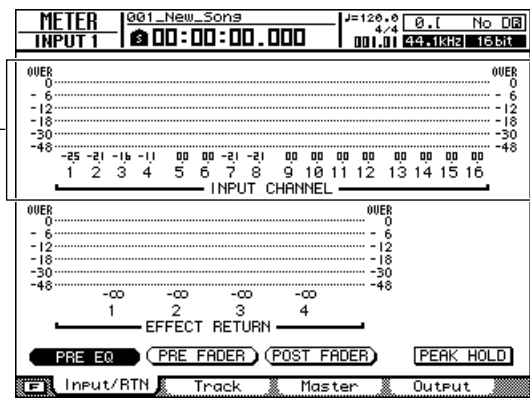 METER 001_New_Song ♩=120.0 4/4 0.[ No DR
INPUT 1 S 00:00:00.000 001.01 44.1kHz 16bit
OVER OVER
0 0
- 6 - 6
-12 -12
-18 -18
-30 -30
-48 -48
-25 -21 -16 -11 00 00 -21 -21 00 00 00 00 00 00 00 00
1 2 3 4 5 6 7 8 9 10 11 12 13 14 15 16
INPUT CHANNEL
OVER OVER
0 0
- 6 - 6
-12 -12
-18 -18
-30 -30
-48 -48
-∞ -∞ -∞ -∞
1 2 3 4
EFFECT RETURN
PRE EQ PRE FADER POST FADER PEAK HOLD
F Input/RTN Track Master Output